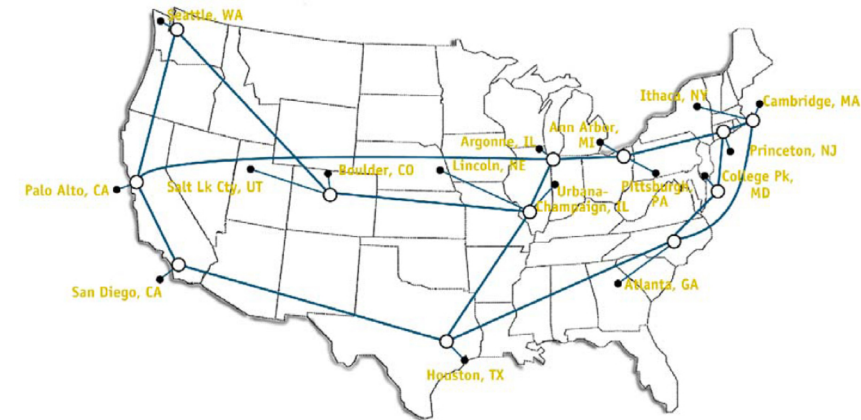 Seattle, WA
Ithaca, NY
Cambridge, MA
Argonne, IL
Ann Arbor,
MI
Princeton, NJ
Palo Alto, CA
Salt Lk Cty, UT
Boulder, CO
Lincoln, NE
Urbana-
Champaign, IL
Pittsburgh,
PA
College Pk,
MD
San Diego, CA
Atlanta, GA
Houston, TX